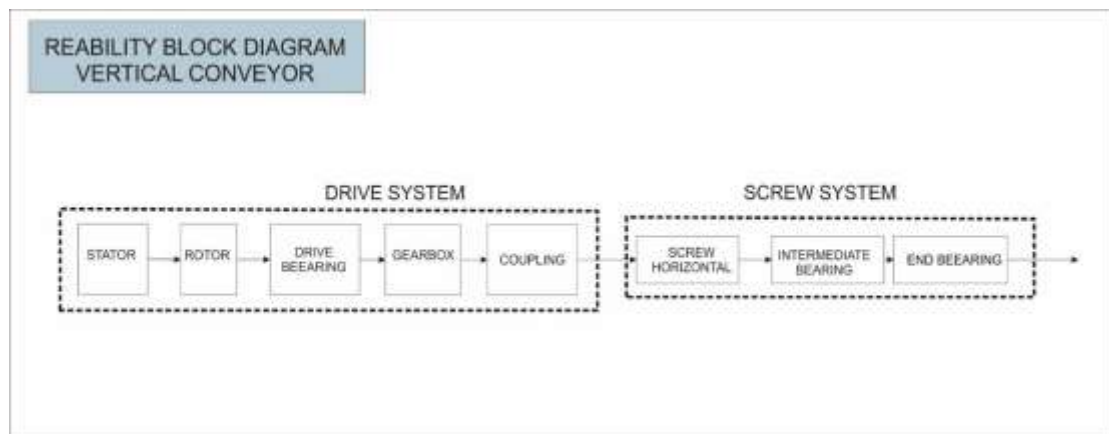 REABILITY BLOCK DIAGRAM
VERTICAL CONVEYOR
DRIVE SYSTEM
SCREW SYSTEM
STATOR
ROTOR
DRIVE
BEEARING
GEARBOX
COUPLING
SCREW
HORIZONTAL
INTERMEDIATE
BEARING
END BEEARING